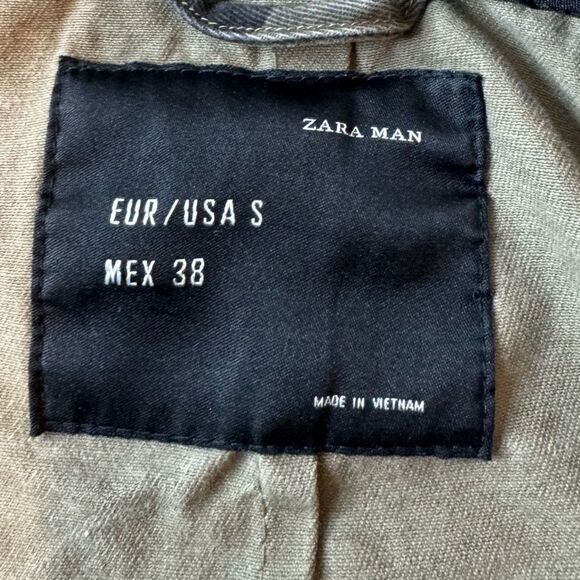 ZARA MAN
EUR/USA S
MEX 38
MADE IN VIETNAM